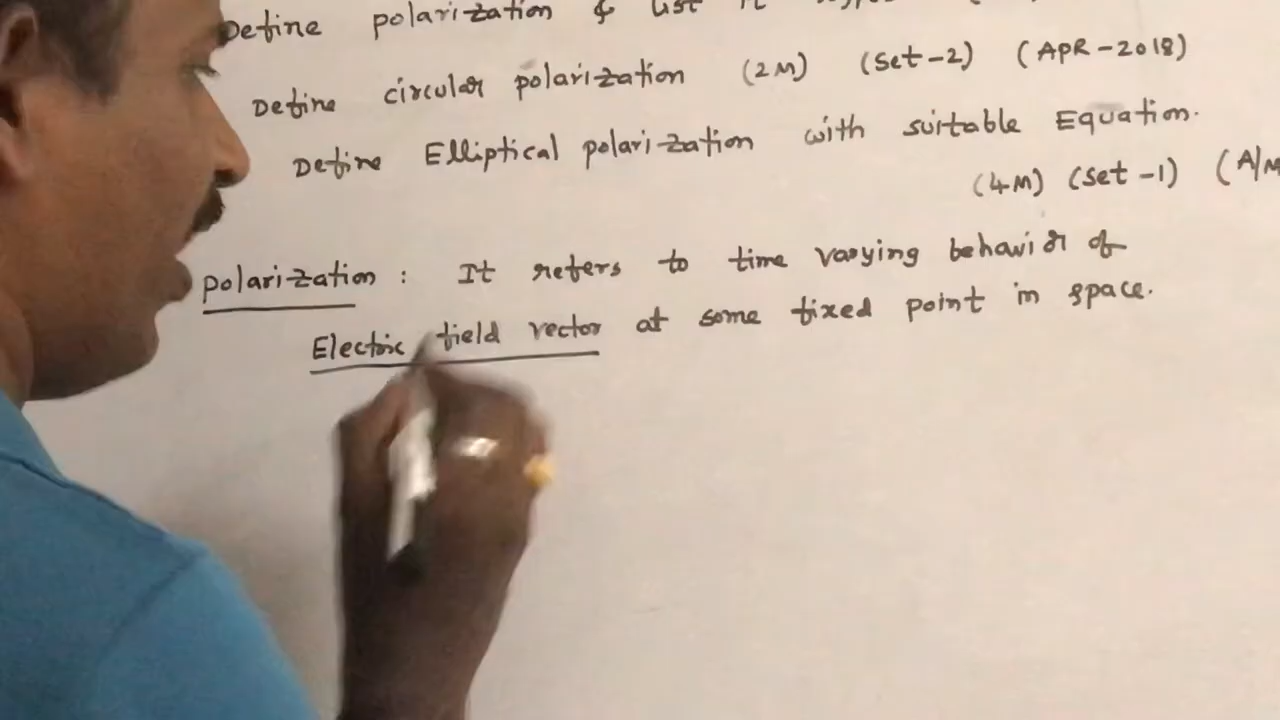 Define polarization & List it
Define circular polarization (2M) (Set-2) (APR-2018)
Define Elliptical polarization with suitable Equation.
(4M) (Set-1) (A/M
polarization : It refers to time varying behavior of
Electric field vector at some fixed point in space.